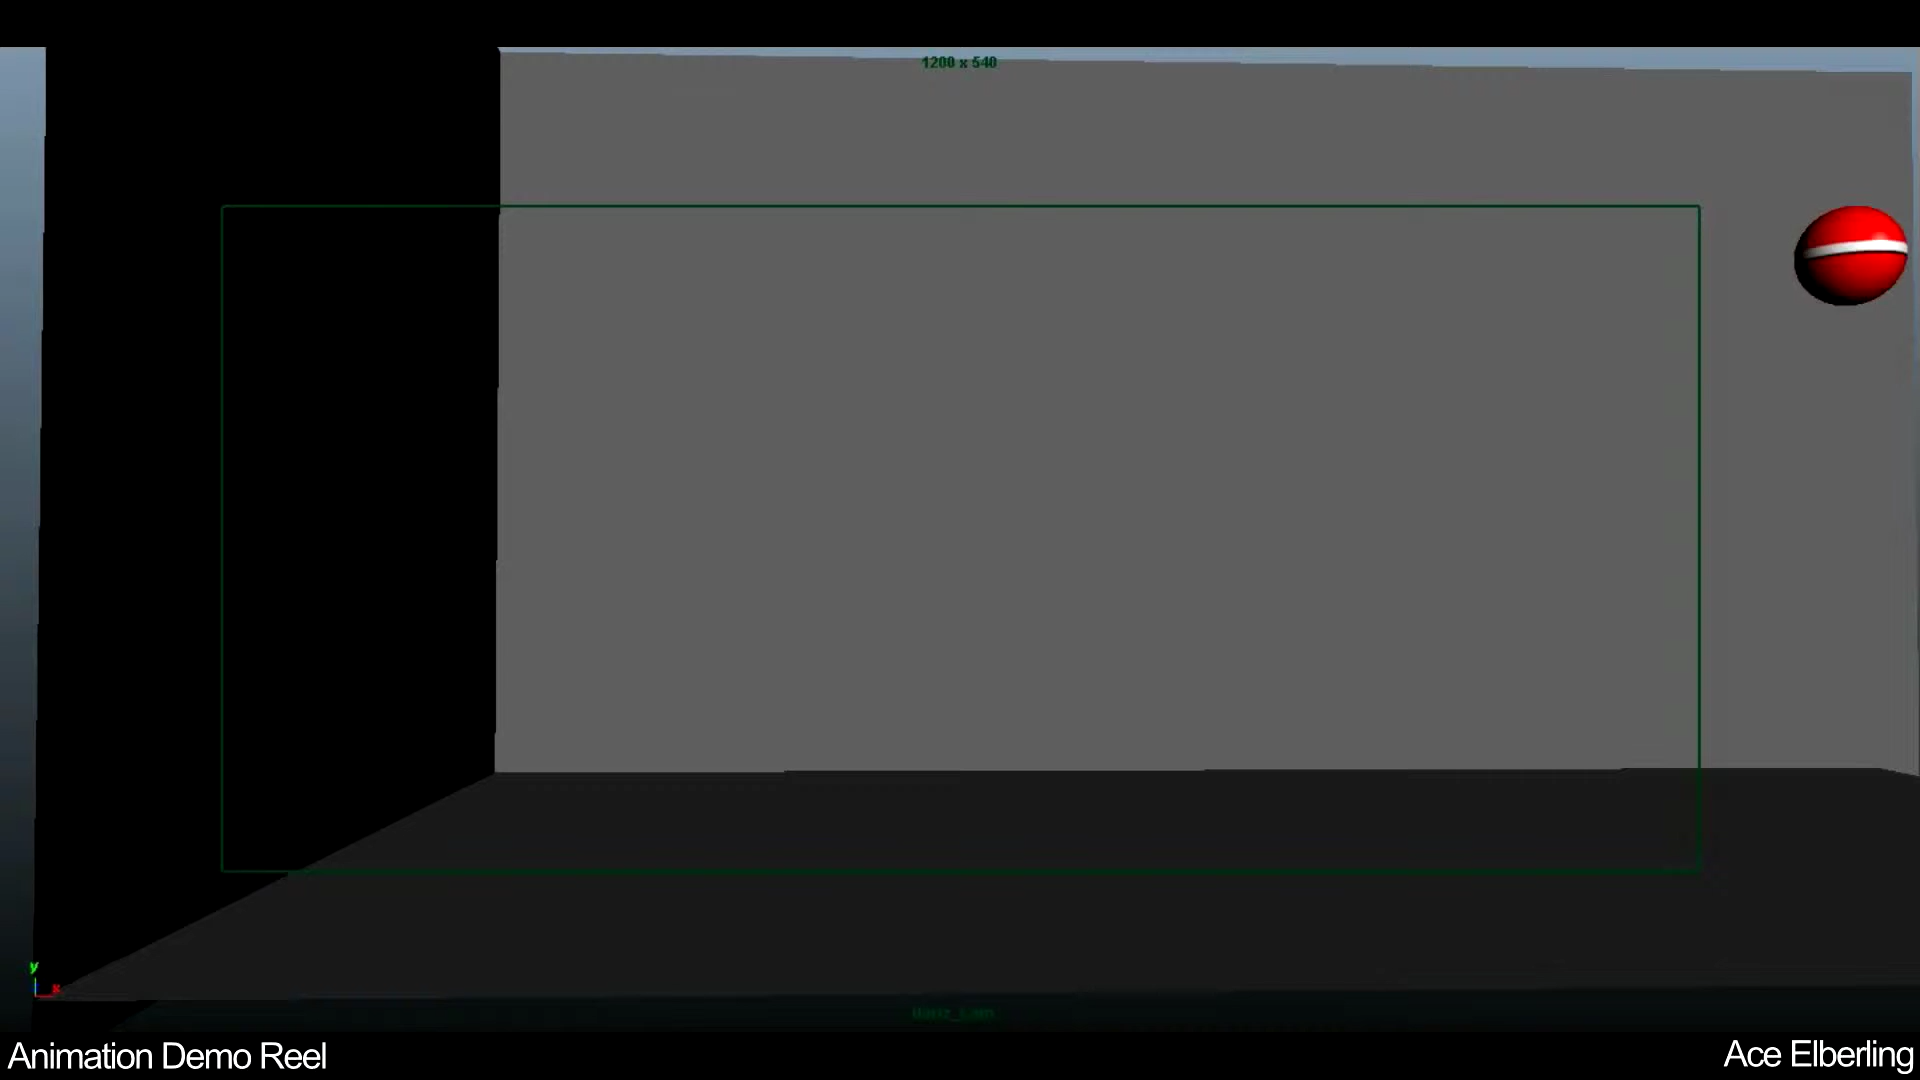 1200 x 540
y
x
Animation Demo Reel
Ace Elberling